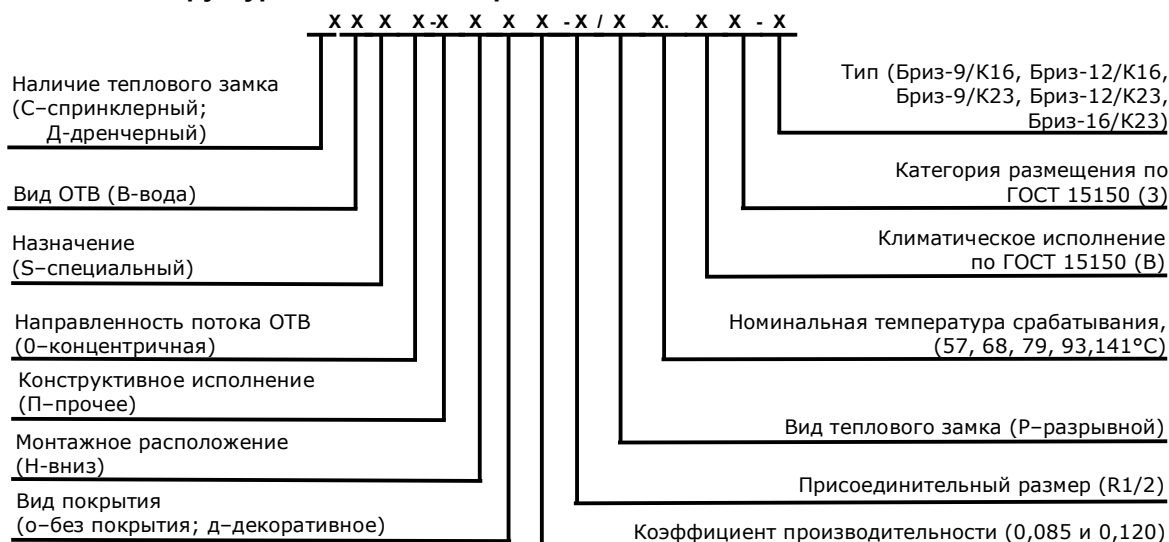 X X X X-X X X X - X / X X. X X - X
Наличие теплового замка
(С–спринклерный;
Д-дренчерный)
Вид ОТВ (В-вода)
Назначение
(S–специальный)
Направленность потока ОТВ
(0–концентричная)
Конструктивное исполнение
(П–прочее)
Монтажное расположение
(Н-вниз)
Вид покрытия
(о–без покрытия; д–декоративное)
Тип (Бриз-9/К16, Бриз-12/К16,
Бриз-9/К23, Бриз-12/К23,
Бриз-16/К23)
Категория размещения по
ГОСТ 15150 (3)
Климатическое исполнение
по ГОСТ 15150 (В)
Номинальная температура срабатывания,
(57, 68, 79, 93,141°С)
Вид теплового замка (Р–разрывной)
Присоединительный размер (R1/2)
Коэффициент производительности (0,085 и 0,120)